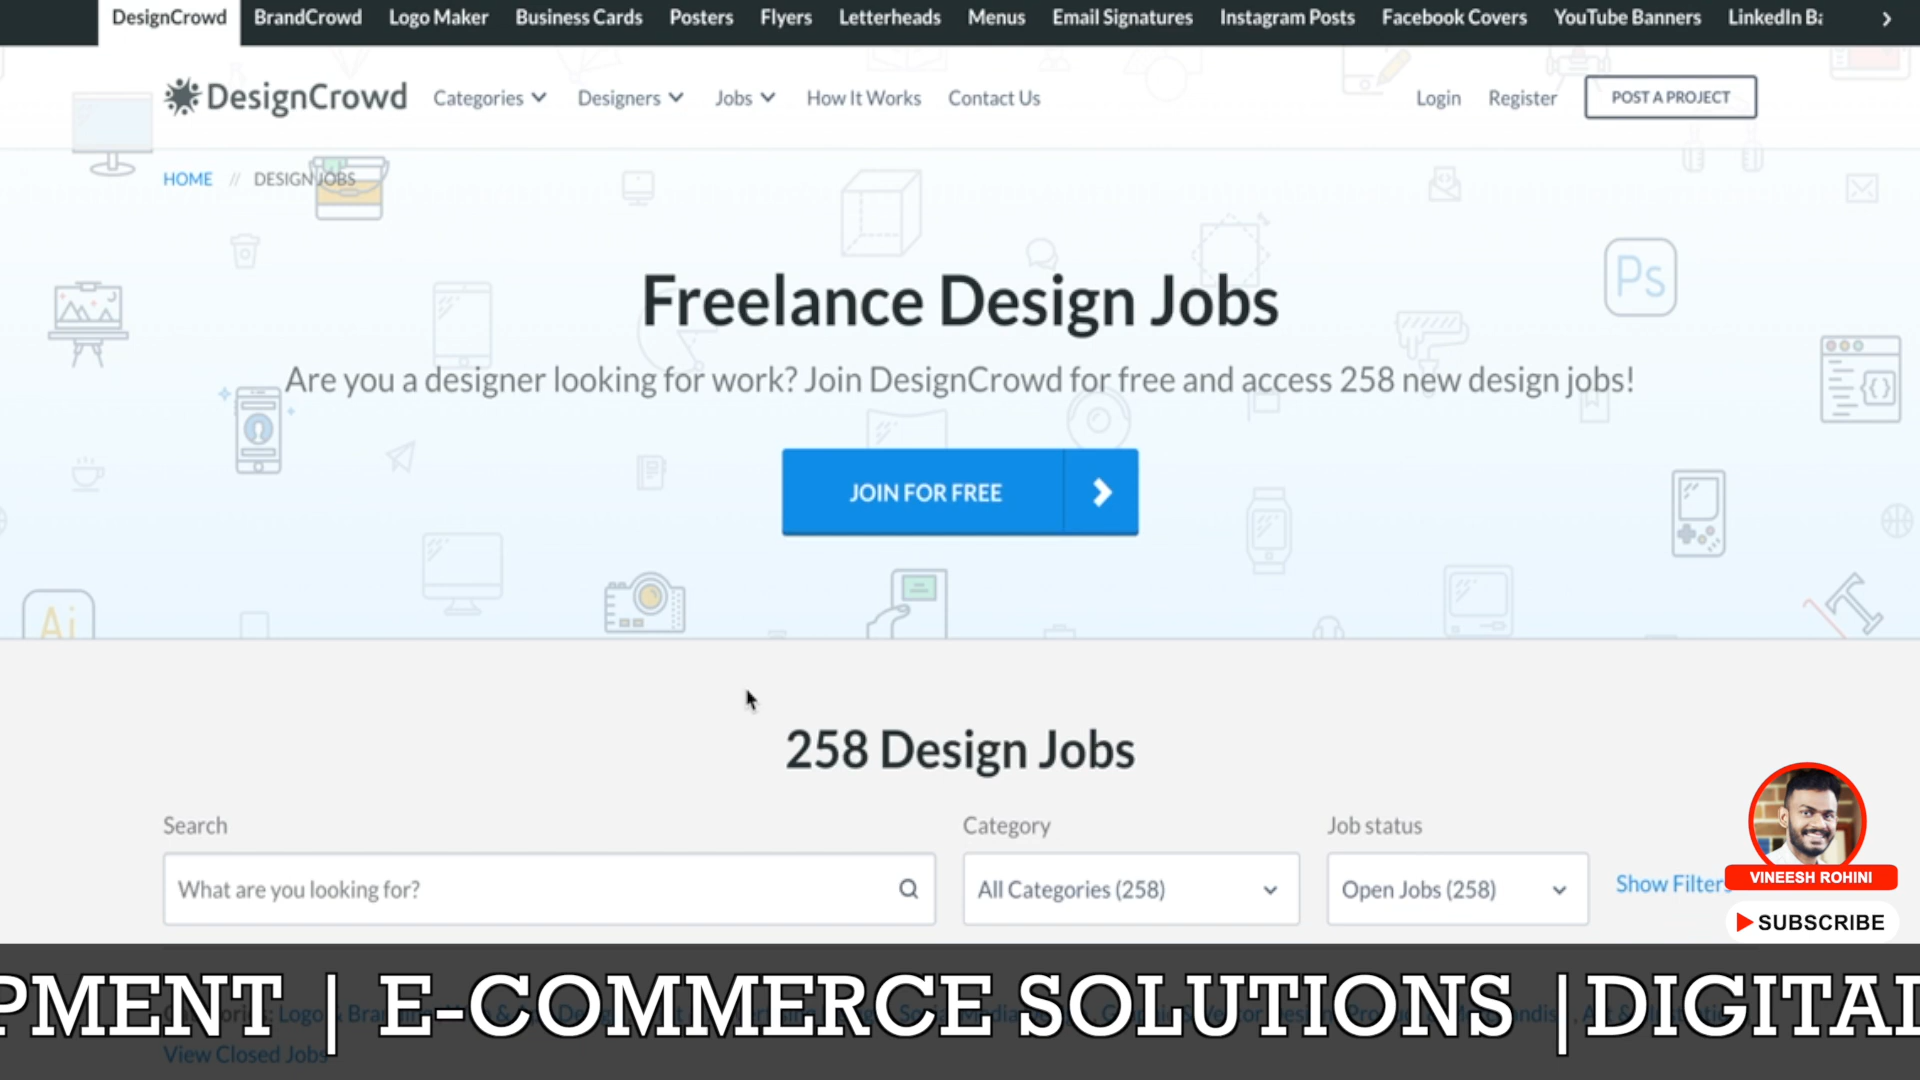 DesignCrowd BrandCrowd Logo Maker Business Cards Posters Flyers Letterheads Menus Email Signatures Instagram Posts Facebook Covers YouTube Banners LinkedIn
DesignCrowd Categories Designers Jobs How It Works Contact Us Login Register POST A PROJECT
HOME // DESIGN JOBS
Ps
Freelance Design Jobs
Are you a designer looking for work? Join DesignCrowd for free and access 258 new design jobs!
JOIN FOR FREE
Ai
258 Design Jobs
Search Category Job status
What are you looking for? All Categories (258) Open Jobs (258) Show Filters
VINEESH ROHINI
SUBSCRIBE
PMENT | E-COMMERCE SOLUTIONS | DIGITAL
View Closed Jobs